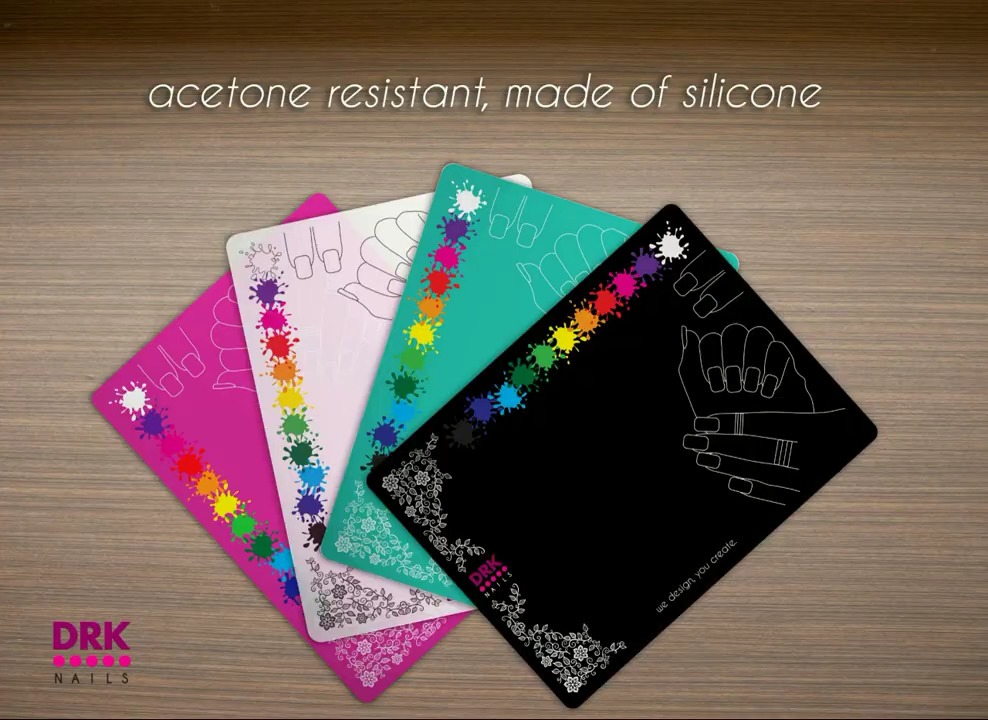 acetone resistant, made of silicone
DRK
NAILS
we design, you create.
DRK
NAILS